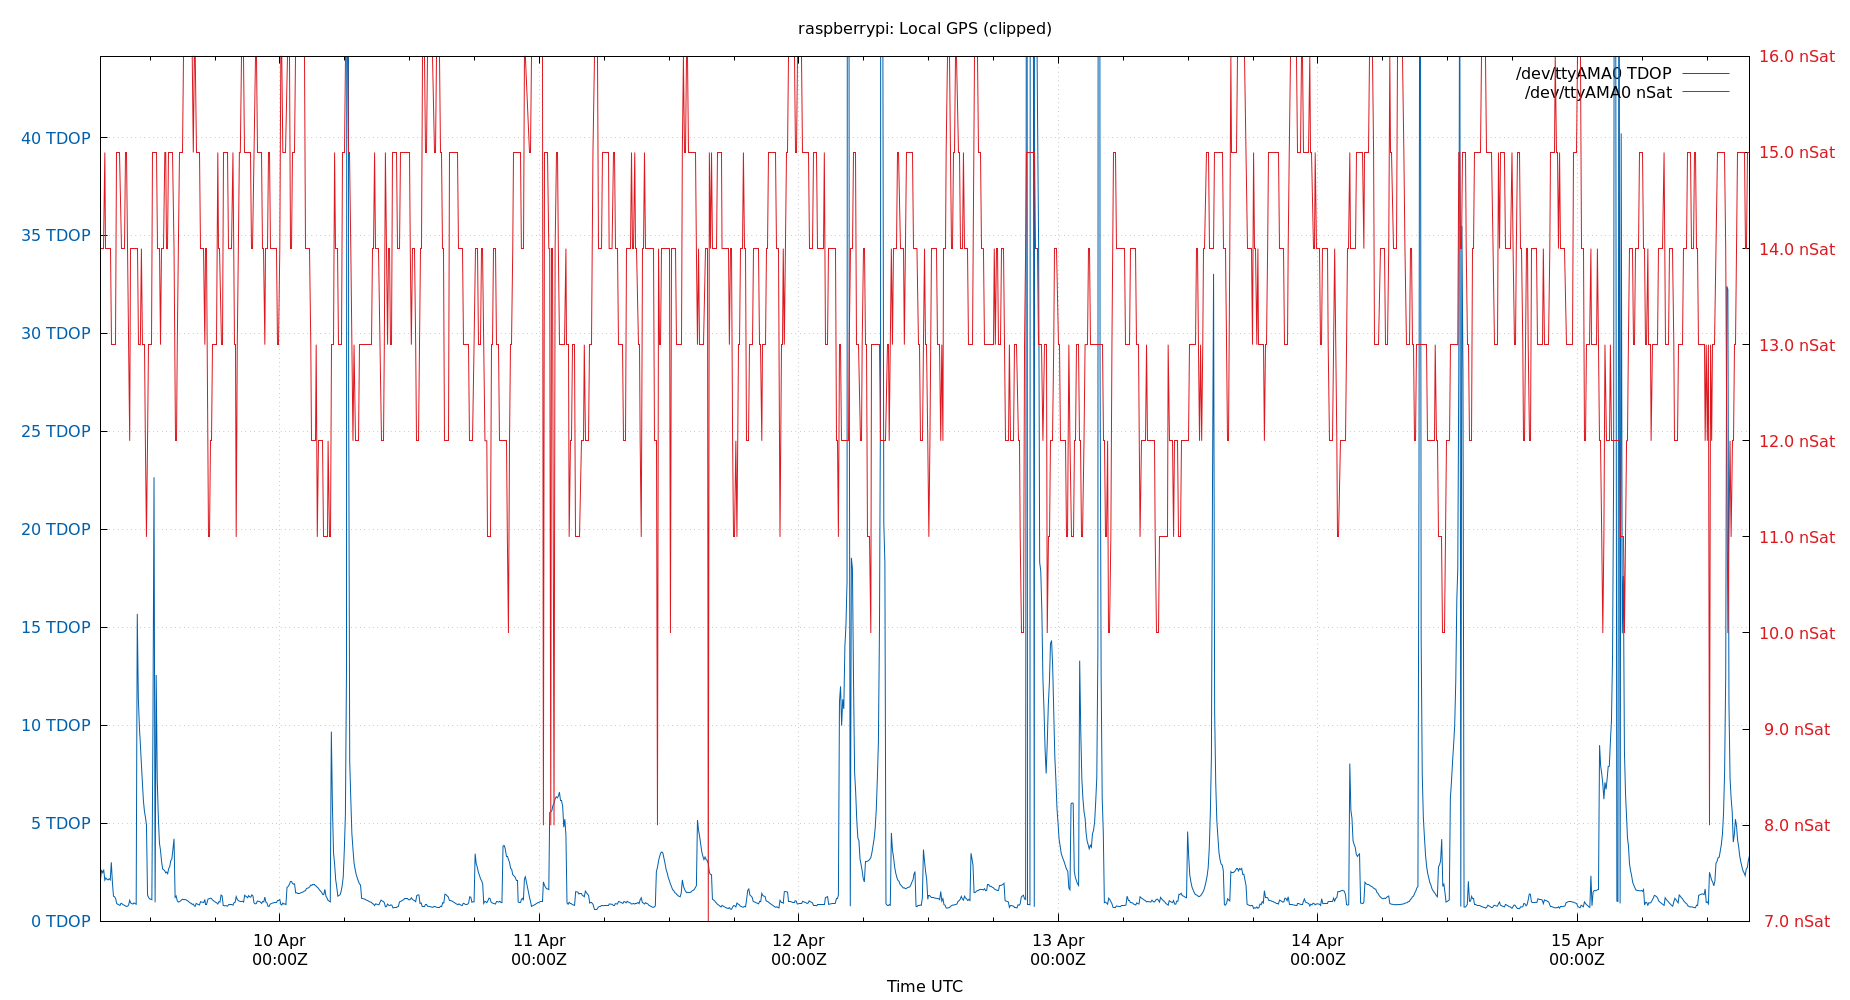 raspberrypi: Local GPS (clipped)
16.0 nSat
/dev/ttyAMA0 TDOP
/dev/ttyAMA0 nSat
40 TDOP
15.0 nSat
35 TDOP
14.0 nSat
30 TDOP
13.0 nSat
25 TDOP
12.0 nSat
20 TDOP
11.0 nSat
15 TDOP
10.0 nSat
10 TDOP
9.0 nSat
5 TDOP
8.0 nSat
0 TDOP
7.0 nSat
10 Apr
00:00Z
11 Apr
00:00Z
12 Apr
00:00Z
13 Apr
00:00Z
14 Apr
00:00Z
15 Apr
00:00Z
Time UTC